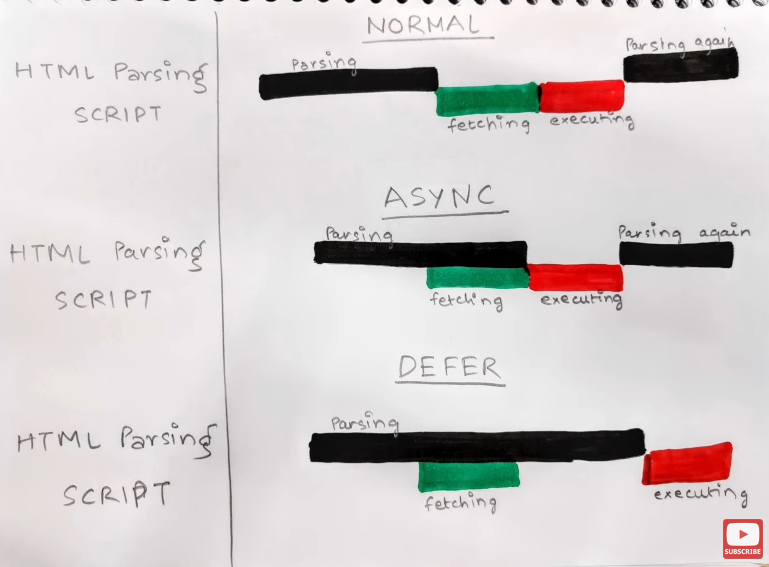 NORMAL
Parsing again
Parsing
HTML Parsing
SCRIPT
fetching executing
ASYNC
Parsing
Parsing again
HTML Parsing
SCRIPT
fetching executing
DEFER
Parsing
HTML Parsing
SCRIPT
fetching
executing
SUBSCRIBE